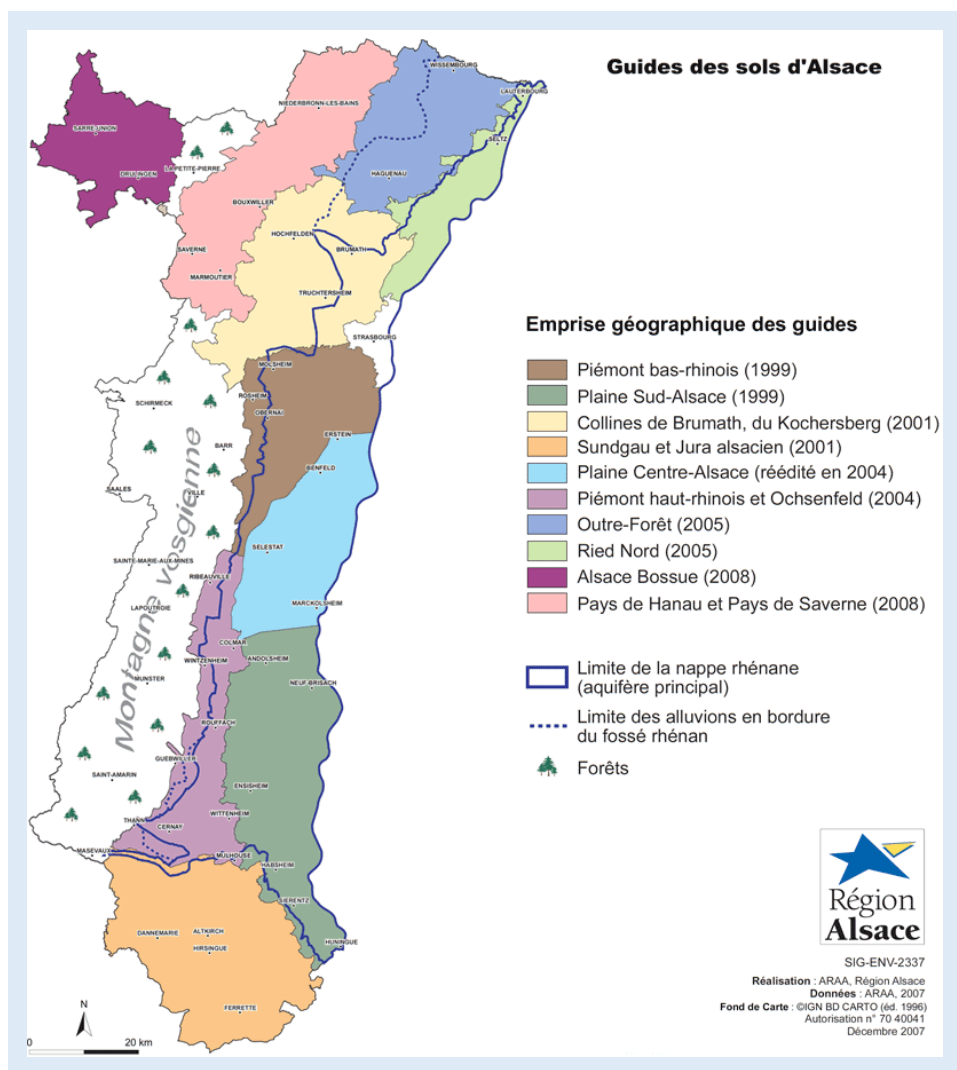 Guides des sols d'Alsace
WISSEMBOURG
LAUTERBOURG
NIEDERBRONN-LES-BAINS
SARRE-UNION
SELTZ
LA PETITE-PIERRE
DRULINGEN
HAGUENAU
BOUXWILLER
HOCHFELDEN
BRUMATH
SAVERNE
MARMOUTIER
TRUCHTERSHEIM
STRASBOURG
MOLSHEIM
SCHIRMECK
ROSHEIM
OBERNAI
ERSTEIN
BARR
BENFELD
SAALES
VILLE
Montagne vosgienne
SELESTAT
SAINTE-MARIE-AUX-MINES
RIBEAUVILLE
LAPOUTROIE
MARCKOLSHEIM
COLMAR
WINTZENHEIM
ANDOLSHEIM
MUNSTER
NEUF-BRISACH
ROUFFACH
GUEBWILLER
SAINT-AMARIN
ENSISHEIM
THANN
CERNAY
WITTENHEIM
MASEVAUX
MULHOUSE
HABSHEIM
SIERENTZ
DANNEMARIE
ALTKIRCH
HIRSINGUE
HUNINGUE
FERRETTE
N
0 20 km
Emprise géographique des guides
Piémont bas-rhinois (1999)
Plaine Sud-Alsace (1999)
Collines de Brumath, du Kochersberg (2001)
Sundgau et Jura alsacien (2001)
Plaine Centre-Alsace (réédité en 2004)
Piémont haut-rhinois et Ochsenfeld (2004)
Outre-Forêt (2005)
Ried Nord (2005)
Alsace Bossue (2008)
Pays de Hanau et Pays de Saverne (2008)
Limite de la nappe rhénane
(aquifère principal)
Limite des alluvions en bordure
du fossé rhénan
Forêts
Région
Alsace
SIG-ENV-2337
Réalisation : ARAA, Région Alsace
Données : ARAA, 2007
Fond de Carte : ©IGN BD CARTO (éd. 1996)
Autorisation n° 70 40041
Décembre 2007